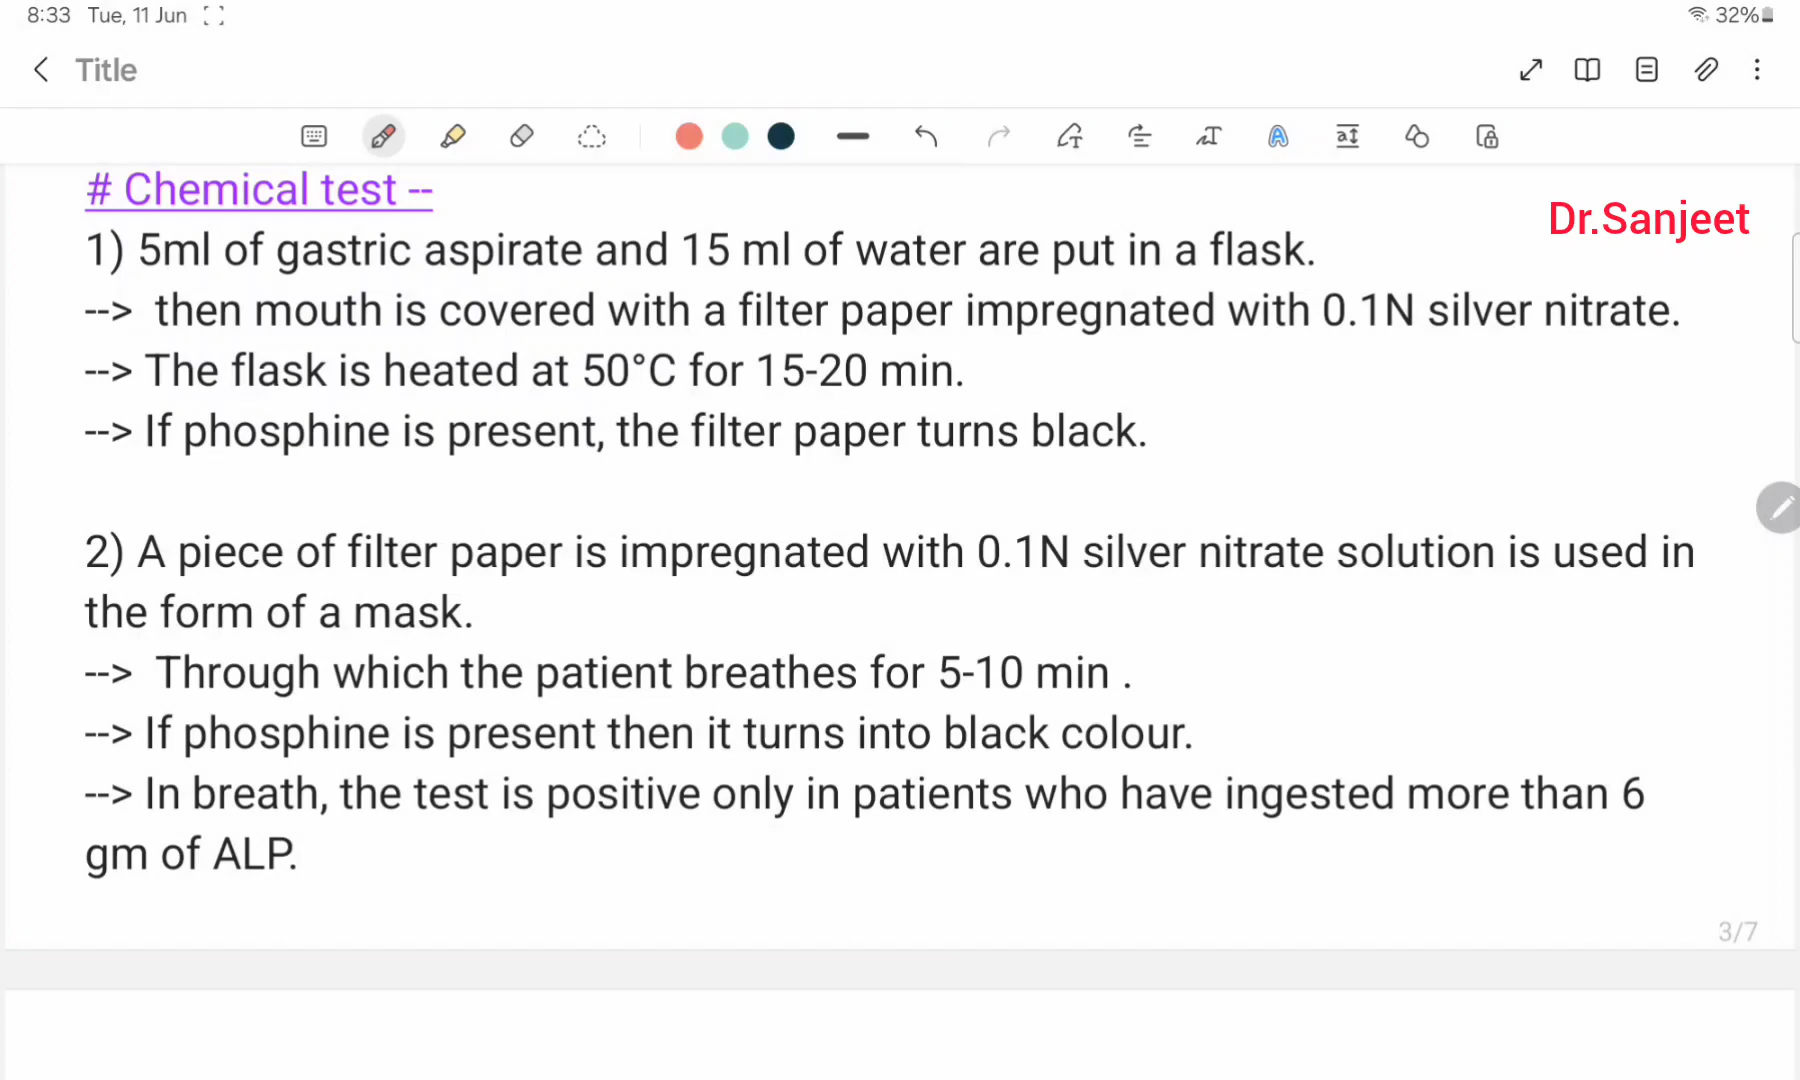 8:33 Tue, 11 Jun
32%
Title
# Chemical test --
Dr.Sanjeet
1) 5ml of gastric aspirate and 15 ml of water are put in a flask.
--> then mouth is covered with a filter paper impregnated with 0.1N silver nitrate.
--> The flask is heated at 50°C for 15-20 min.
--> If phosphine is present, the filter paper turns black.
2) A piece of filter paper is impregnated with 0.1N silver nitrate solution is used in
the form of a mask.
--> Through which the patient breathes for 5-10 min .
--> If phosphine is present then it turns into black colour.
--> In breath, the test is positive only in patients who have ingested more than 6
gm of ALP.
3/7